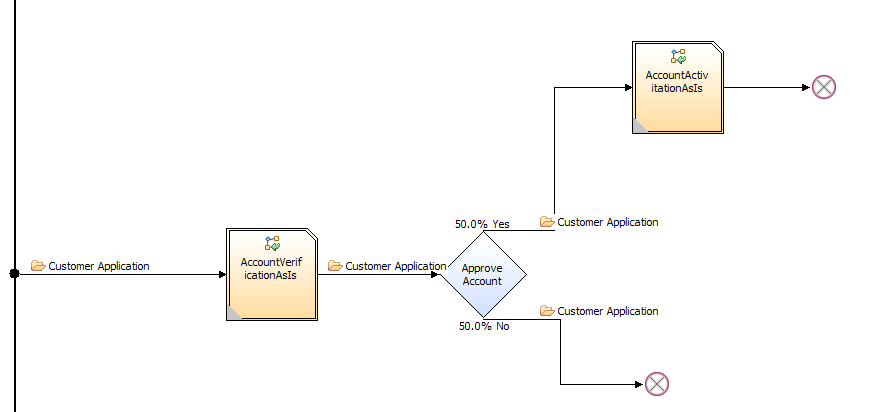 AccountActiv
itationAsIs
50.0% Yes
Customer Application
Customer Application
AccountVerif
icationAsIs
Customer Application
Approve
Account
Customer Application
50.0% No